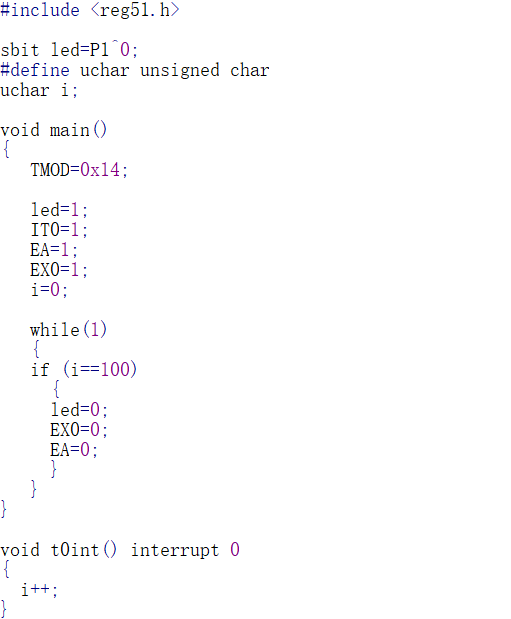 #include <reg51.h>
sbit led=P1^0;
#define uchar unsigned char
uchar i;
void main()
{
TMOD=0x14;
led=1;
IT0=1;
EA=1;
EX0=1;
i=0;
while(1)
{
if (i==100)
{
led=0;
EX0=0;
EA=0;
}
}
}
void t0int() interrupt 0
{
i++;
}